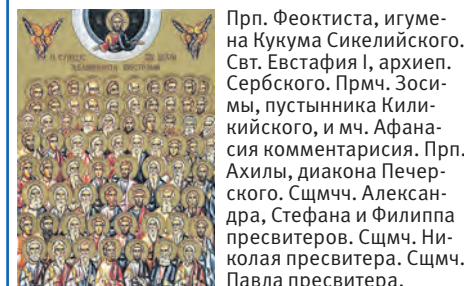 Прп. Феоктиста, игуме-
на Кукума Сикелийского.
Свт. Евстафия I, архиеп.
Сербского. Прмч. Зоси-
мы, пустынника Кили-
кийского, и мч. Афана-
сия комментарисия. Прп.
Ахилы, диакона Печер-
ского. Сщмчч. Алексан-
дра, Стефана и Филиппа
пресвитеров. Сщмч. Ни-
колая пресвитера. Сщмч.
Павла пресвитера.